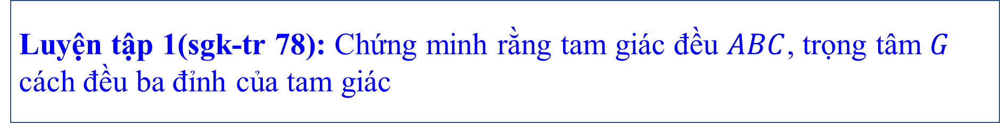 Luyện tập 1(sgk-tr 78): Chứng minh rằng tam giác đều ABC, trọng tâm G
cách đều ba đỉnh của tam giác